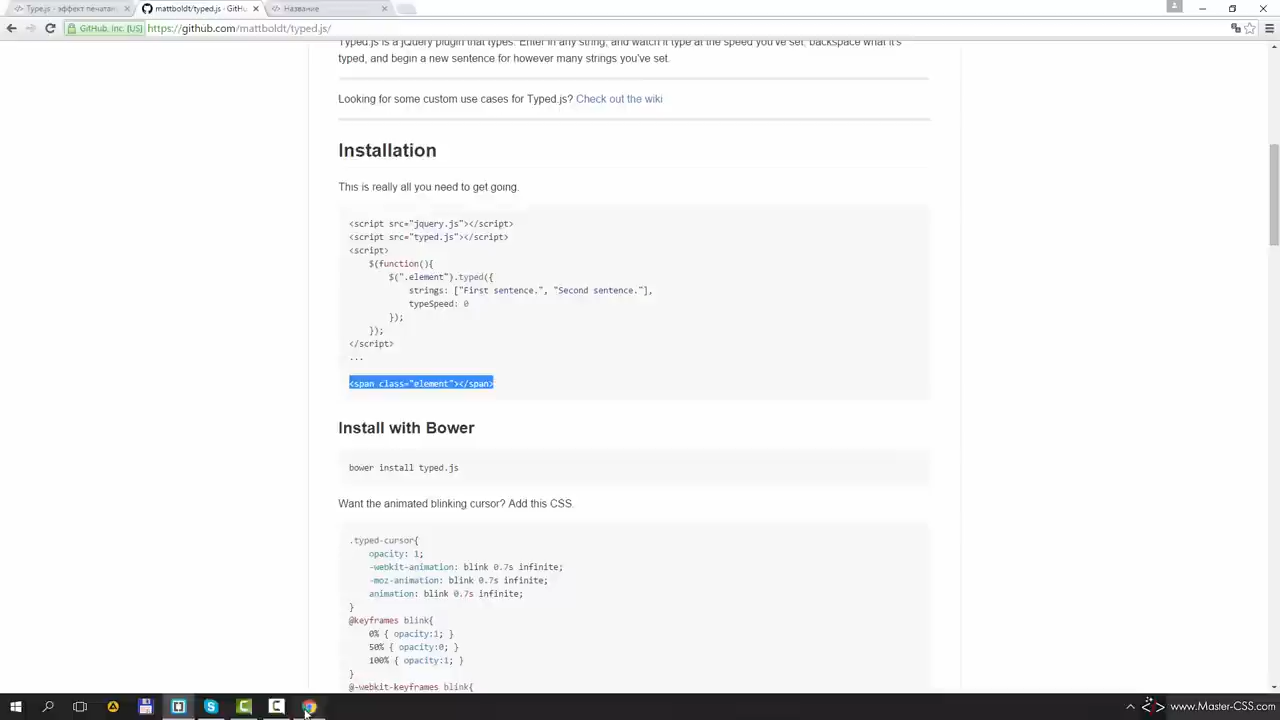 Type.js - эффект печатан
mattboldt/typed.js · GitHu
Название
GitHub, Inc. [US]
https://github.com/mattboldt/typed.js/
Typed.js is a jQuery plugin that types. Enter in any string, and watch it type at the speed you've set, backspace what it's
typed, and begin a new sentence for however many strings you've set.
Looking for some custom use cases for Typed.js? Check out the wiki
Installation
This is really all you need to get going.
<script src="jquery.js"></script>
<script src="typed.js"></script>
<script>
$(function(){
$(".element").typed({
strings: ["First sentence.", "Second sentence."],
typeSpeed: 0
});
});
</script>
...
<span class="element"></span>
Install with Bower
bower install typed.js
Want the animated blinking cursor? Add this CSS.
.typed-cursor{
opacity: 1;
-webkit-animation: blink 0.7s infinite;
-moz-animation: blink 0.7s infinite;
animation: blink 0.7s infinite;
}
@keyframes blink{
0% { opacity:1; }
50% { opacity:0; }
100% { opacity:1; }
}
@-webkit-keyframes blink{
www.Master-CSS.com